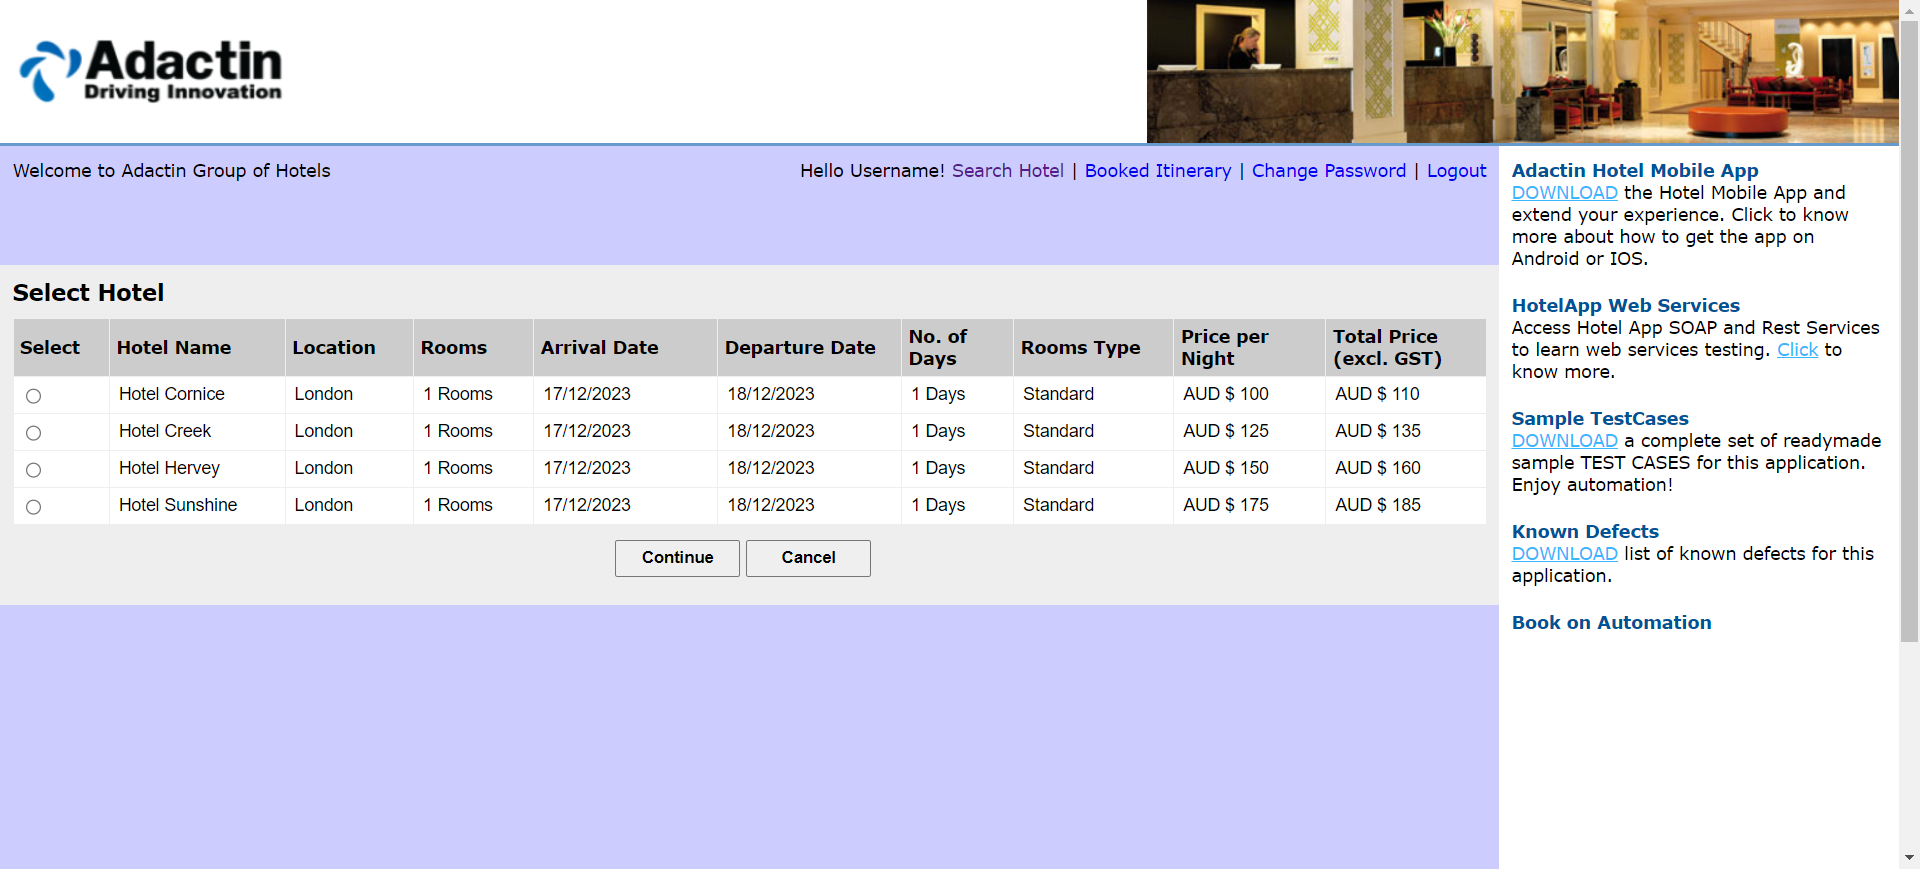 Adactin
Driving Innovation
Welcome to Adactin Group of Hotels
Hello Username! Search Hotel | Booked Itinerary | Change Password | Logout
Select Hotel
Select Hotel Name Location Rooms Arrival Date Departure Date No. of Days Rooms Type Price per Night Total Price (excl. GST)
Hotel Cornice London 1 Rooms 17/12/2023 18/12/2023 1 Days Standard AUD $ 100 AUD $ 110
Hotel Creek London 1 Rooms 17/12/2023 18/12/2023 1 Days Standard AUD $ 125 AUD $ 135
Hotel Hervey London 1 Rooms 17/12/2023 18/12/2023 1 Days Standard AUD $ 150 AUD $ 160
Hotel Sunshine London 1 Rooms 17/12/2023 18/12/2023 1 Days Standard AUD $ 175 AUD $ 185
Continue Cancel
Adactin Hotel Mobile App
DOWNLOAD the Hotel Mobile App and
extend your experience. Click to know
more about how to get the app on
Android or IOS.
HotelApp Web Services
Access Hotel App SOAP and Rest Services
to learn web services testing. Click to
know more.
Sample TestCases
DOWNLOAD a complete set of readymade
sample TEST CASES for this application.
Enjoy automation!
Known Defects
DOWNLOAD list of known defects for this
application.
Book on Automation